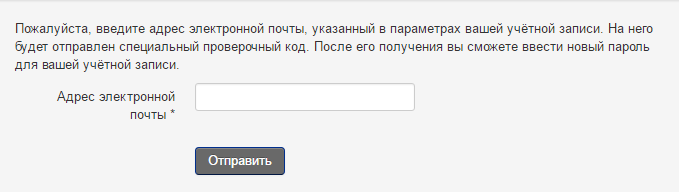 Пожалуйста, введите адрес электронной почты, указанный в параметрах вашей учётной записи. На него
будет отправлен специальный проверочный код. После его получения вы сможете ввести новый пароль
для вашей учётной записи.
Адрес электронной
почты *
Отправить